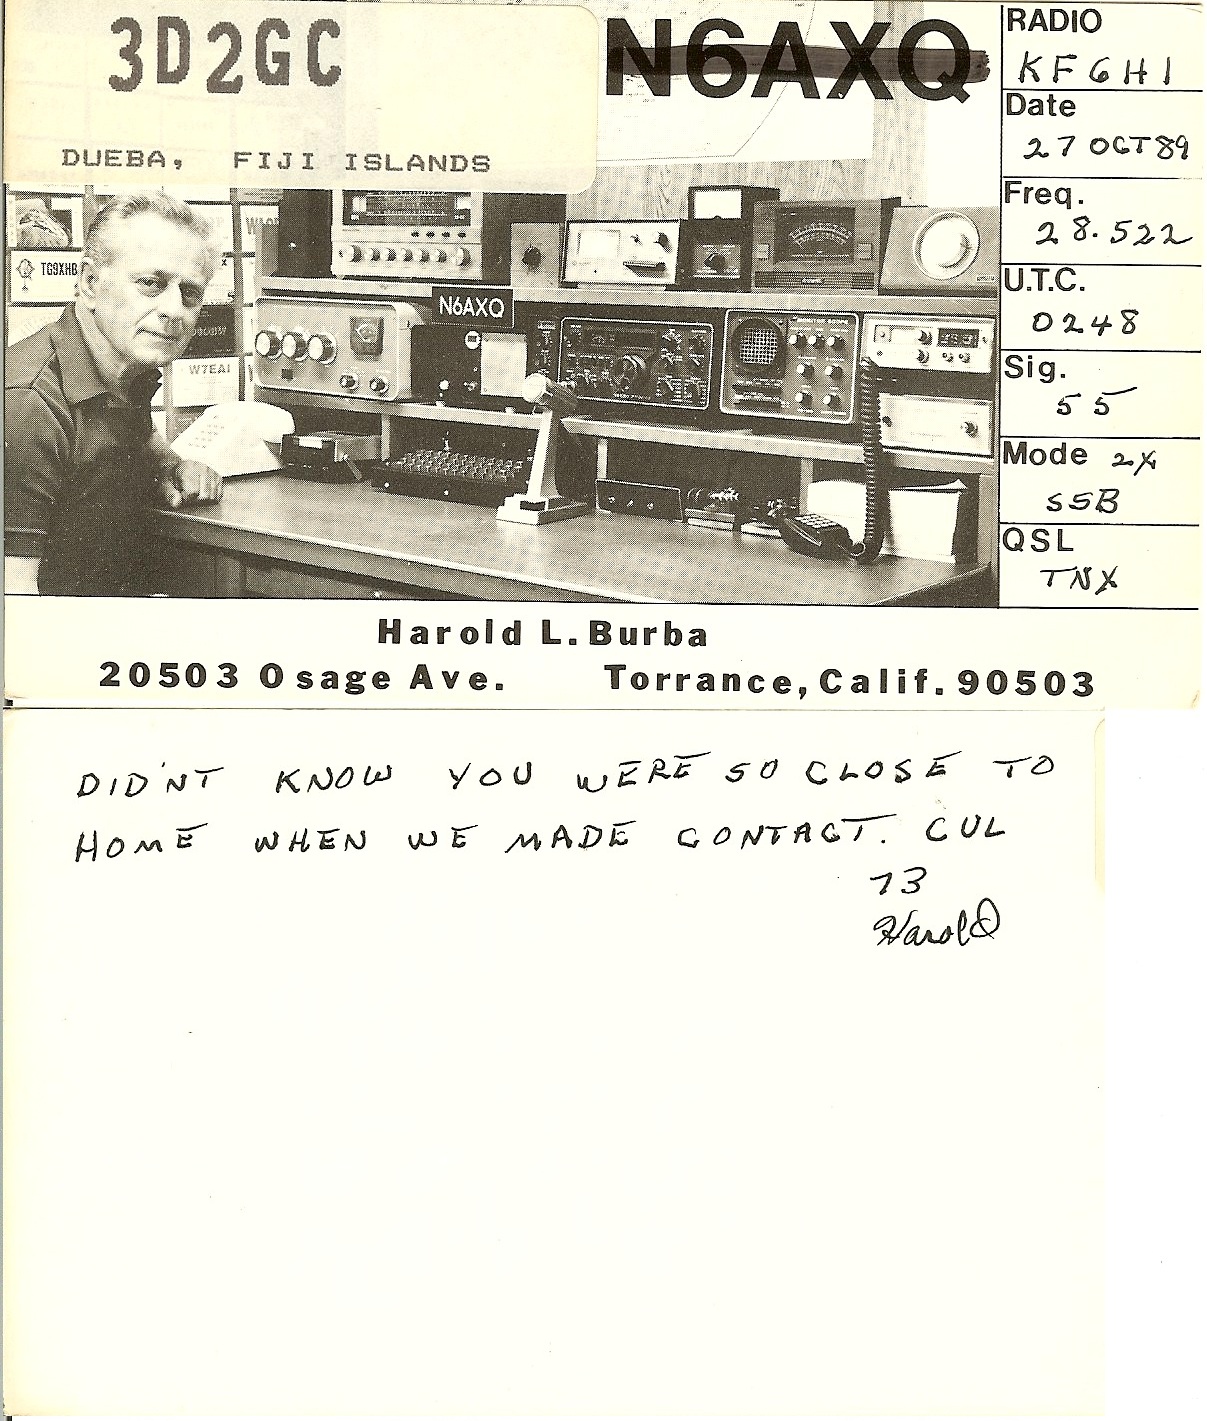 3D2GC
DUEBA, FIJI ISLANDS
N6AXQ
RADIO
KF6HI
Date
27 OCT 89
Freq.
28.522
U.T.C.
0248
Sig.
55
Mode 2X
SSB
QSL
TNX
TG9XHB
N6AXQ
W7EAI
Harold L. Burba
20503 Osage Ave. Torrance, Calif. 90503
DID'NT KNOW YOU WERE SO CLOSE TO
HOME WHEN WE MADE CONTACT. CUL
73
Harold